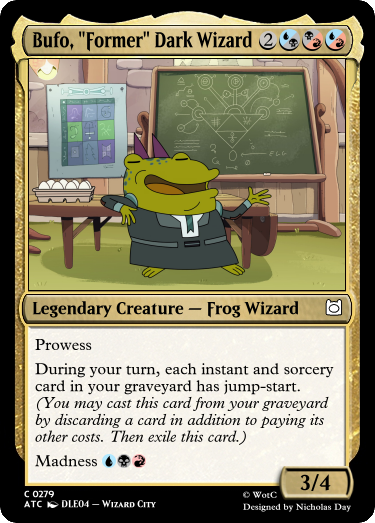 Bufo, "Former" Dark Wizard 2
Legendary Creature — Frog Wizard
Prowess
During your turn, each instant and sorcery
card in your graveyard has jump-start.
(You may cast this card from your graveyard
by discarding a card in addition to paying its
other costs. Then exile this card.)
Madness
3/4
C 0279
ATC DLE04 — Wizard City
© WotC
Designed by Nicholas Day